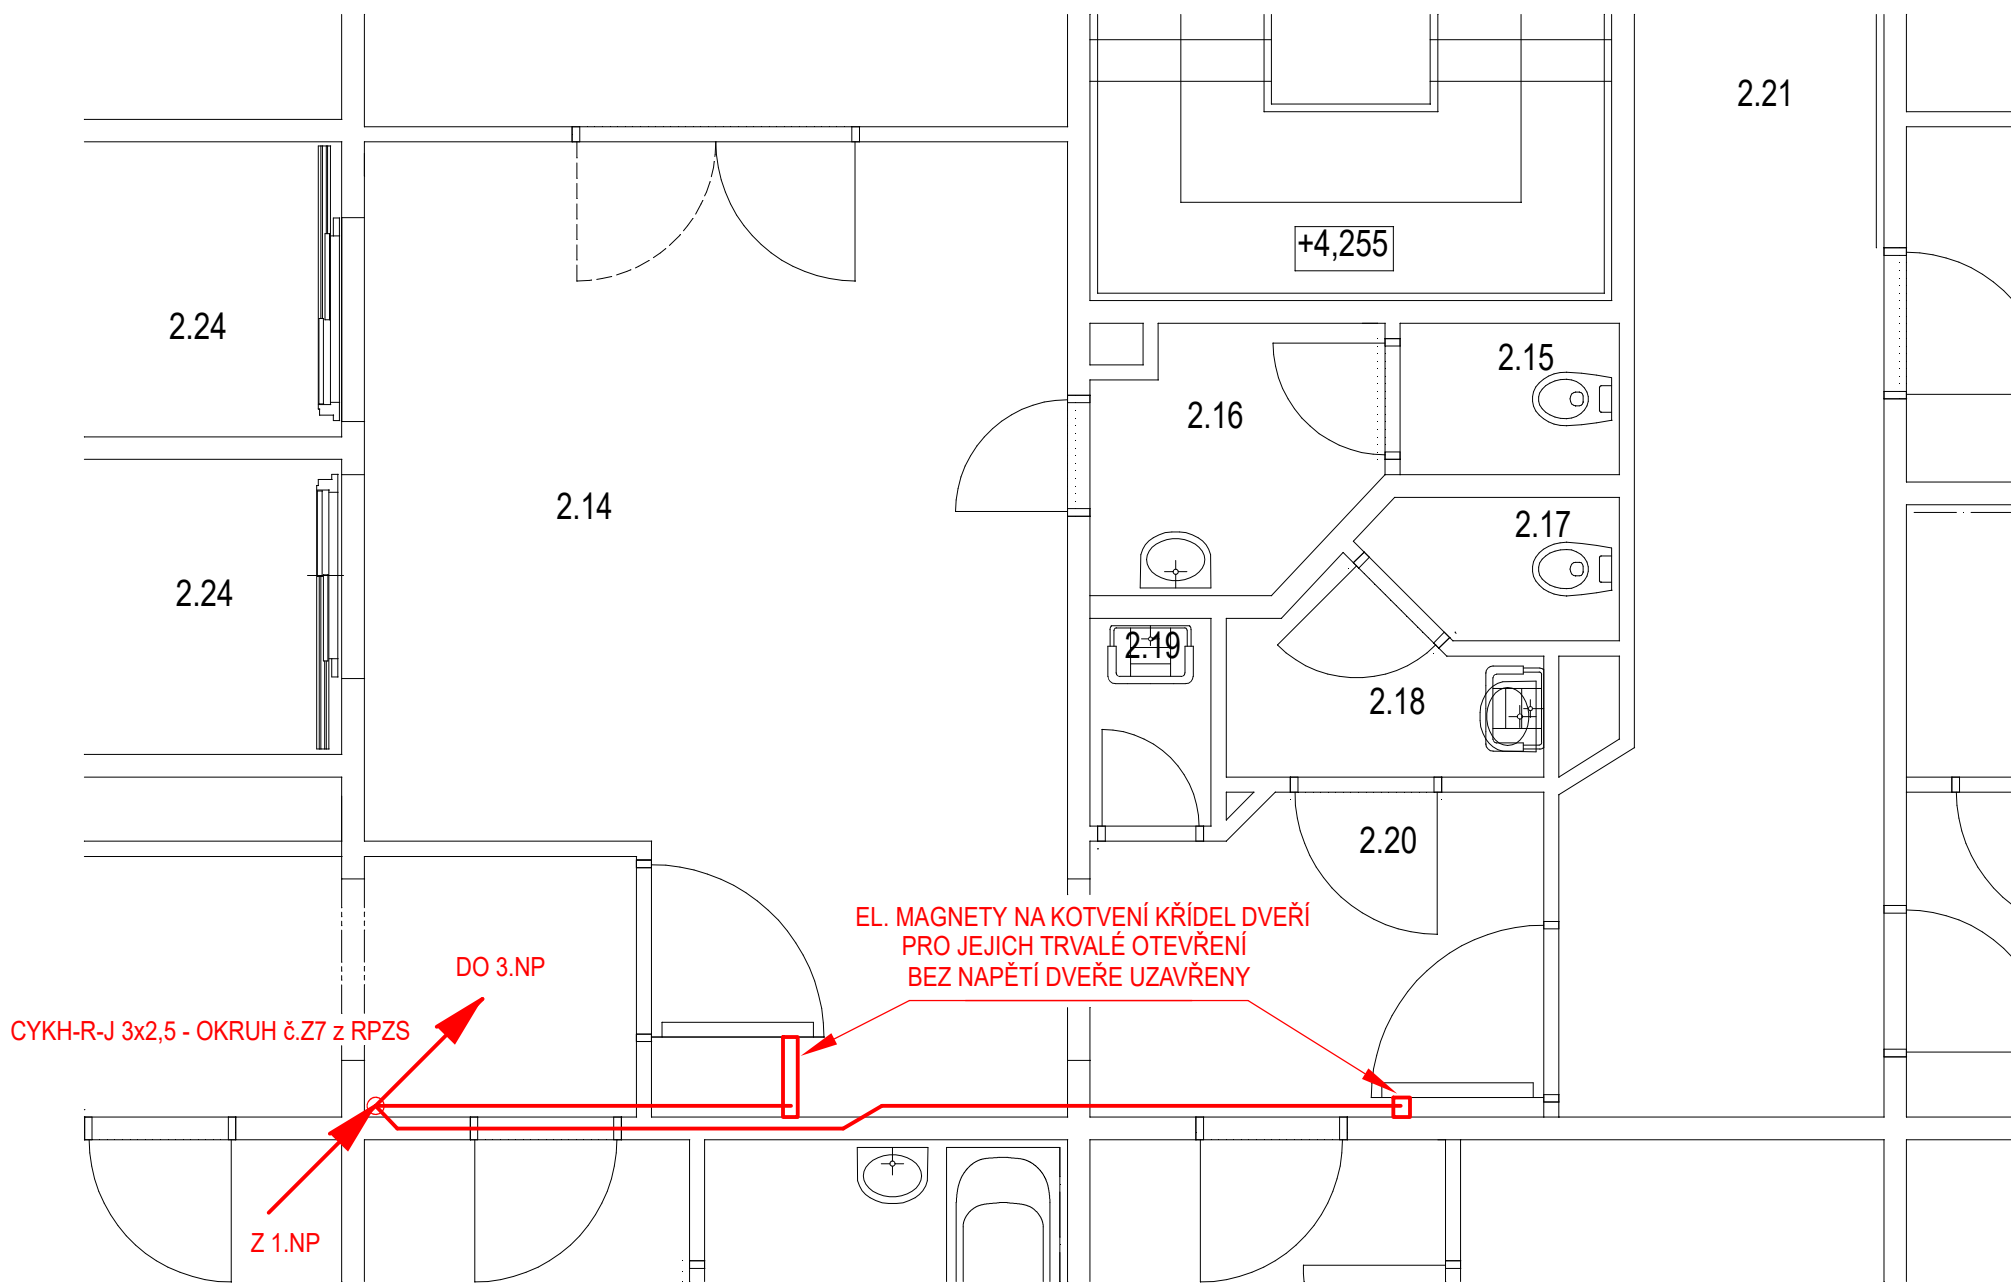 2.21
+4,255
2.24
2.15
2.16
2.14
2.17
2.24
2.19
2.18
2.20
EL. MAGNETY NA KOTVENÍ KŘÍDEL DVEŘÍ
PRO JEJICH TRVALÉ OTEVŘENÍ
BEZ NAPĚTÍ DVEŘE UZAVŘENY
DO 3.NP
CYKH-R-J 3x2,5 - OKRUH č.Z7 z RPZS
Z 1.NP